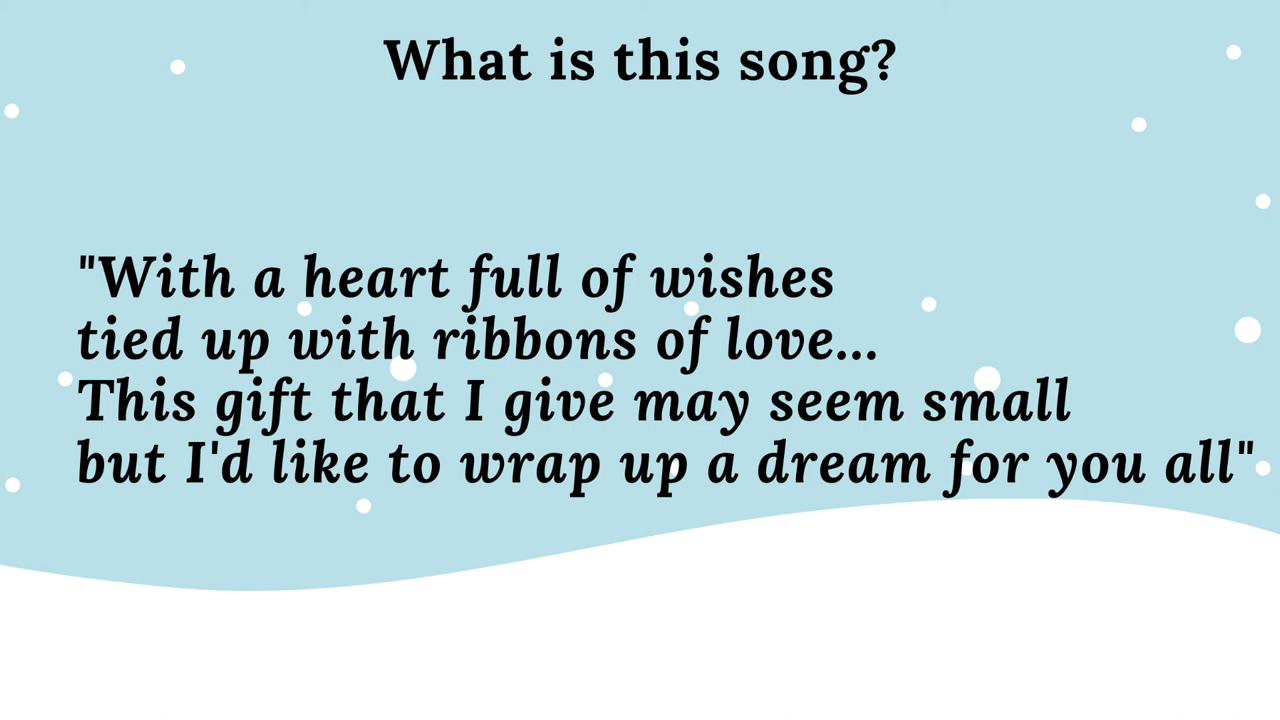 What is this song?
"With a heart full of wishes
tied up with ribbons of love...
This gift that I give may seem small
but I'd like to wrap up a dream for you all"